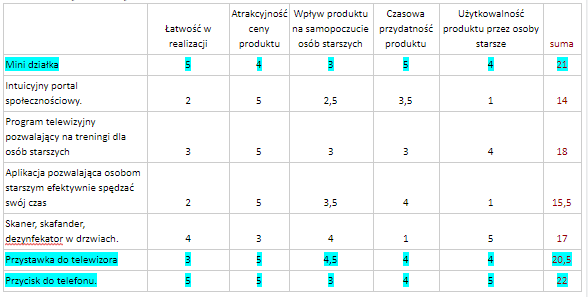 Łatwość w realizacji
Atrakcyjność ceny produktu
Wpływ produktu na samopoczucie osób starszych
Czasowa przydatność produktu
Użytkowalność produktu przez osoby starsze
suma
Mini działka 5 4 3 5 4 21
Intuicyjny portal
społecznościowy. 2 5 2,5 3,5 1 14
Program telewizyjny
pozwalający na treningi dla
osób starszych 3 5 3 3 4 18
Aplikacja pozwalająca osobom
starszym efektywnie spędzać
swój czas 2 5 3,5 4 1 15,5
Skaner, skafander,
dezynfekator w drzwiach. 4 3 4 1 5 17
Przystawka do telewizora 3 5 4,5 4 4 20,5
Przycisk do telefonu. 5 5 3 4 5 22